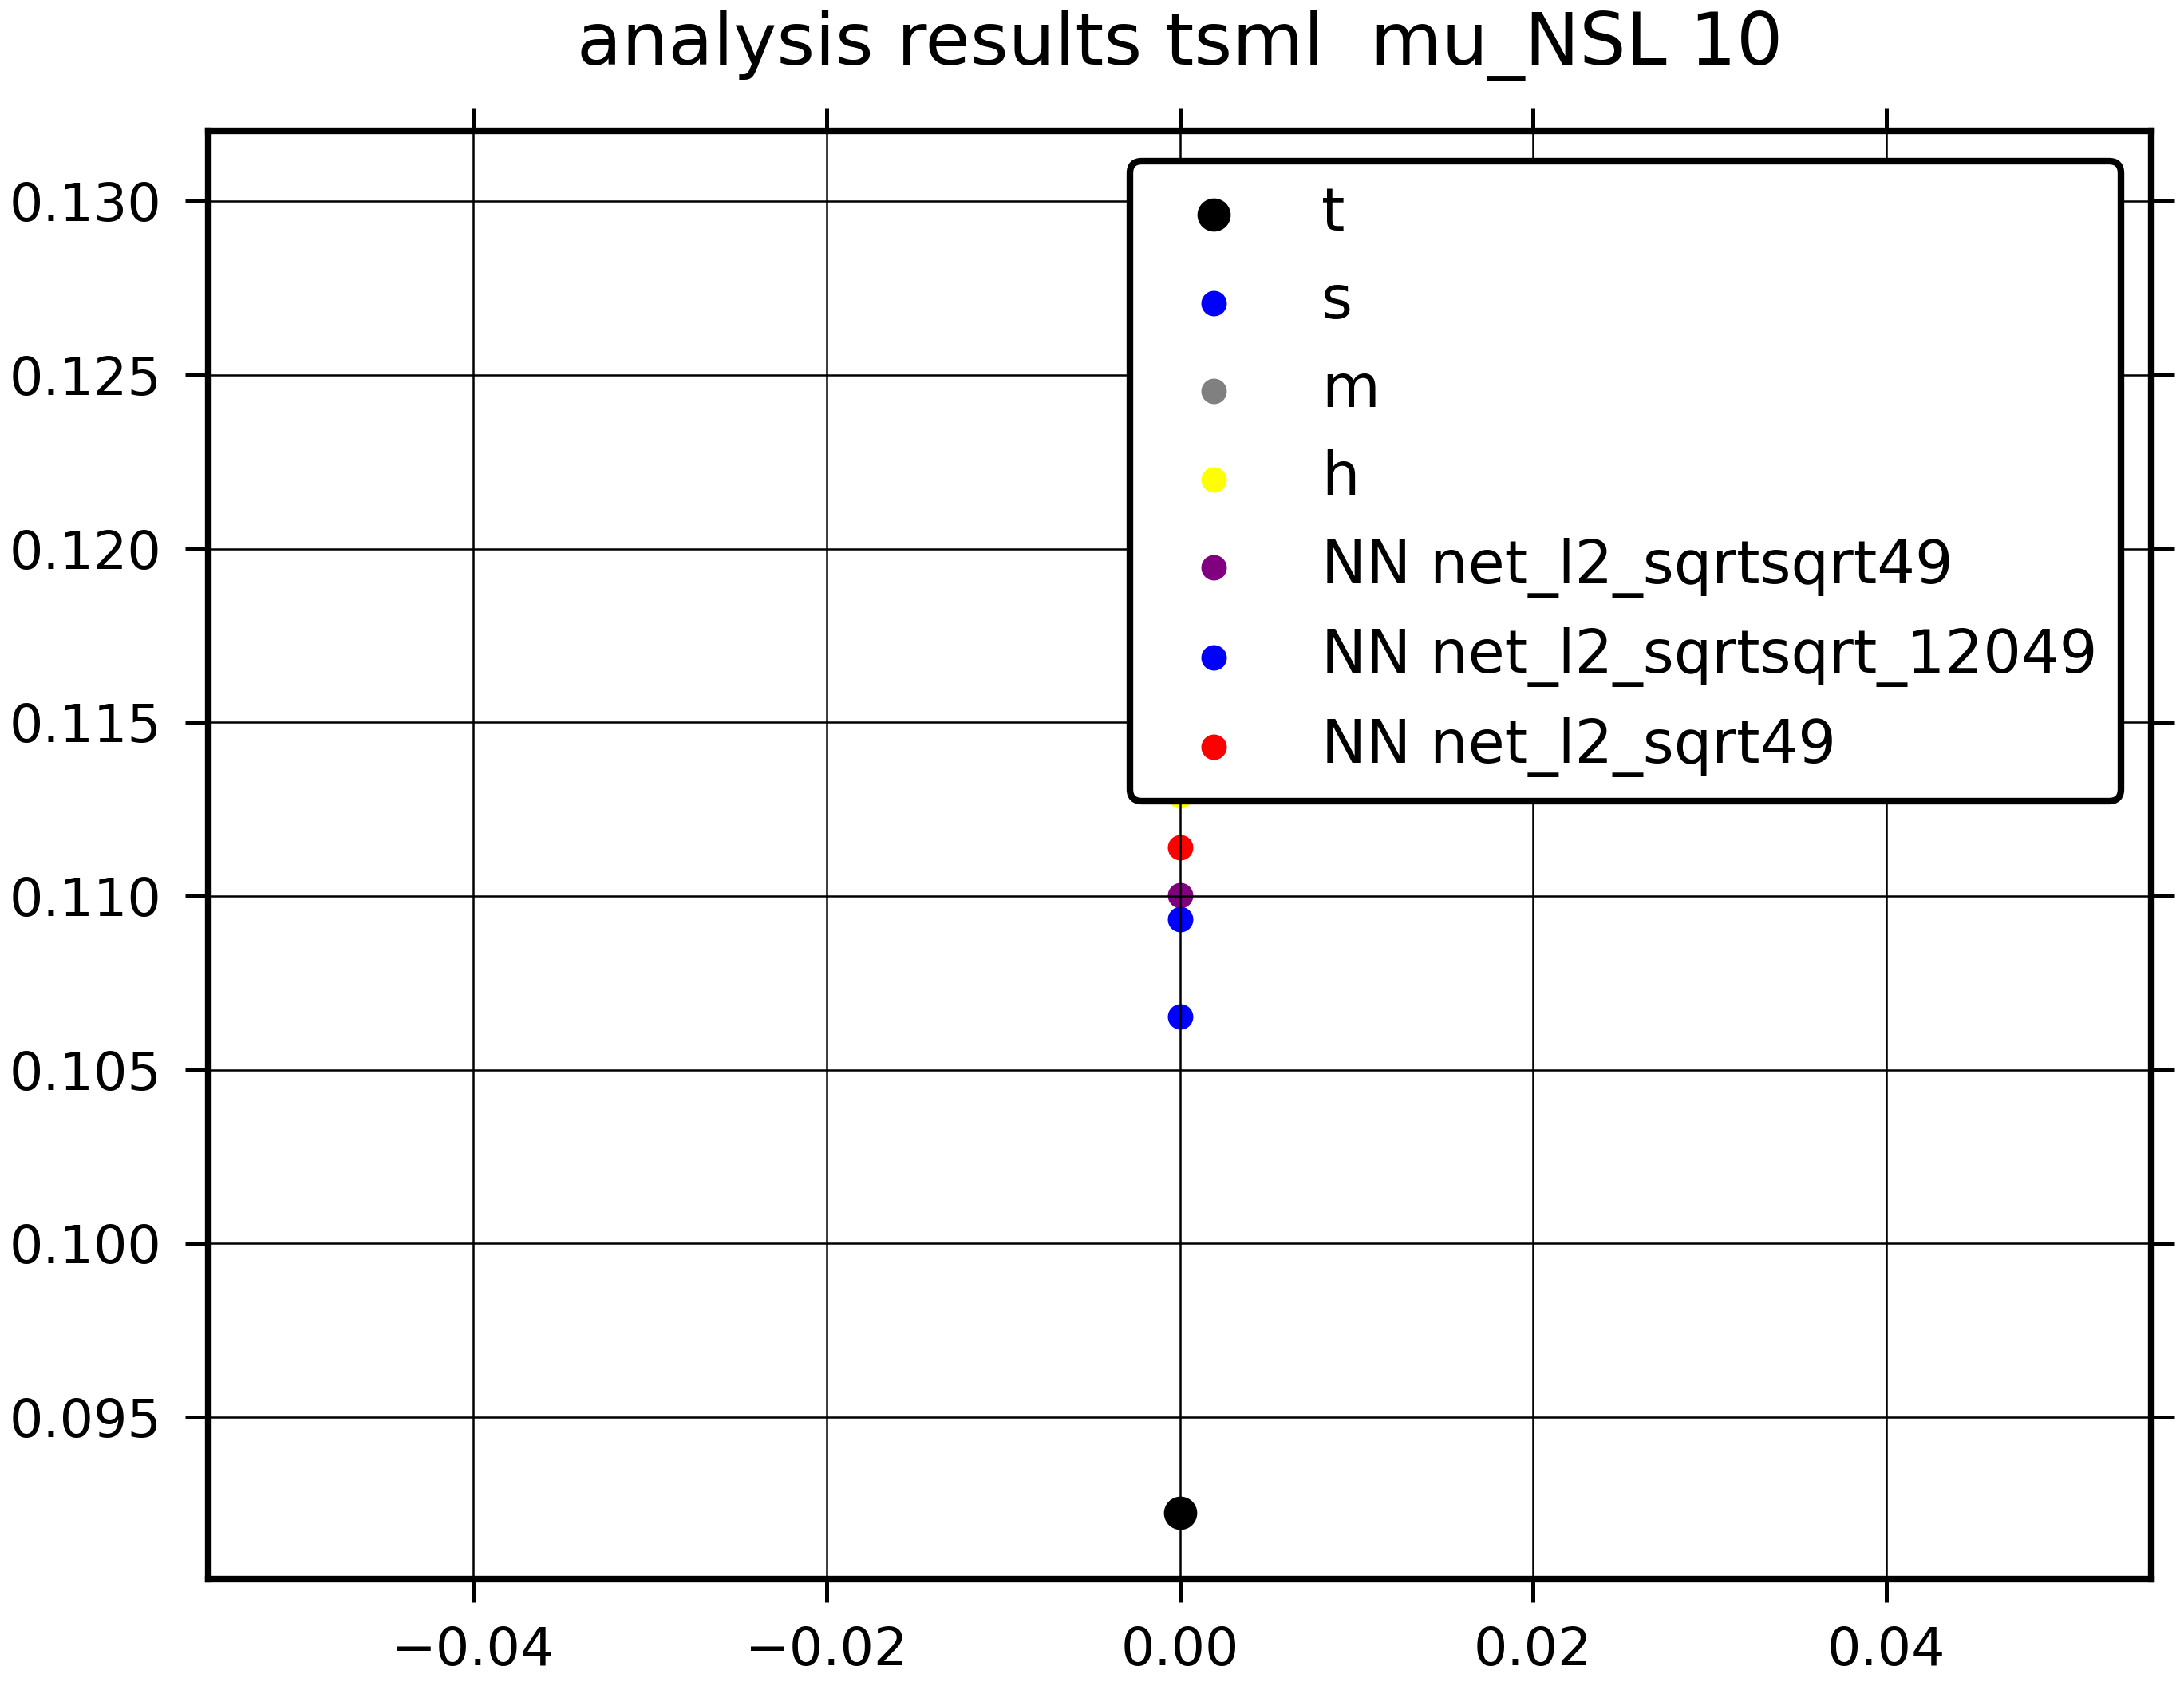 analysis results tsml  mu_NSL 10
0.130
0.125
0.120
0.115
0.110
0.105
0.100
0.095
t
s
m
h
NN net_l2_sqrtsqrt49
NN net_l2_sqrtsqrt_12049
NN net_l2_sqrt49
−0.04
−0.02
0.00
0.02
0.04